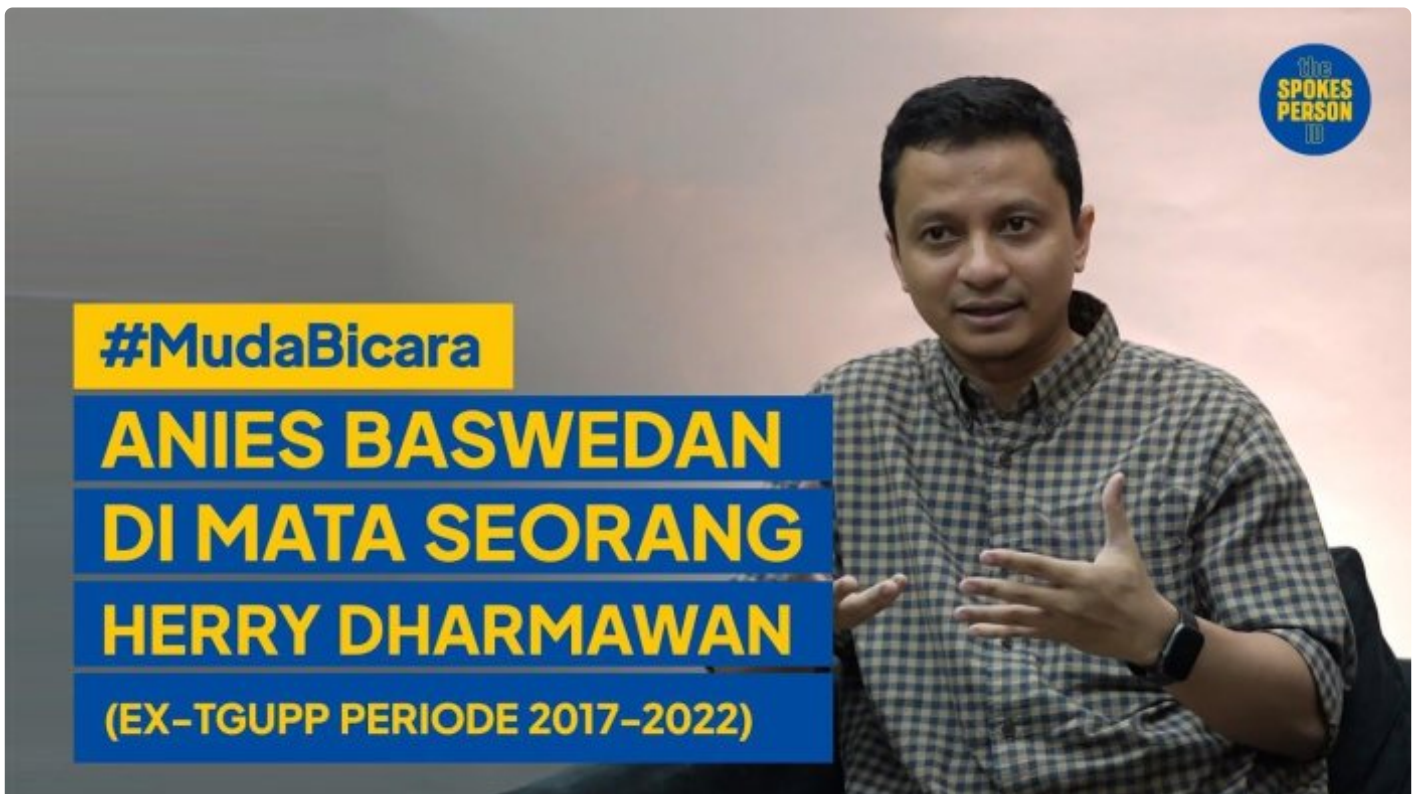 the
SPOKES
PERSON
ID
#MudaBicara
ANIES BASWEDAN
DI MATA SEORANG
HERRY DHARMAWAN
(EX-TGUPP PERIODE 2017-2022)